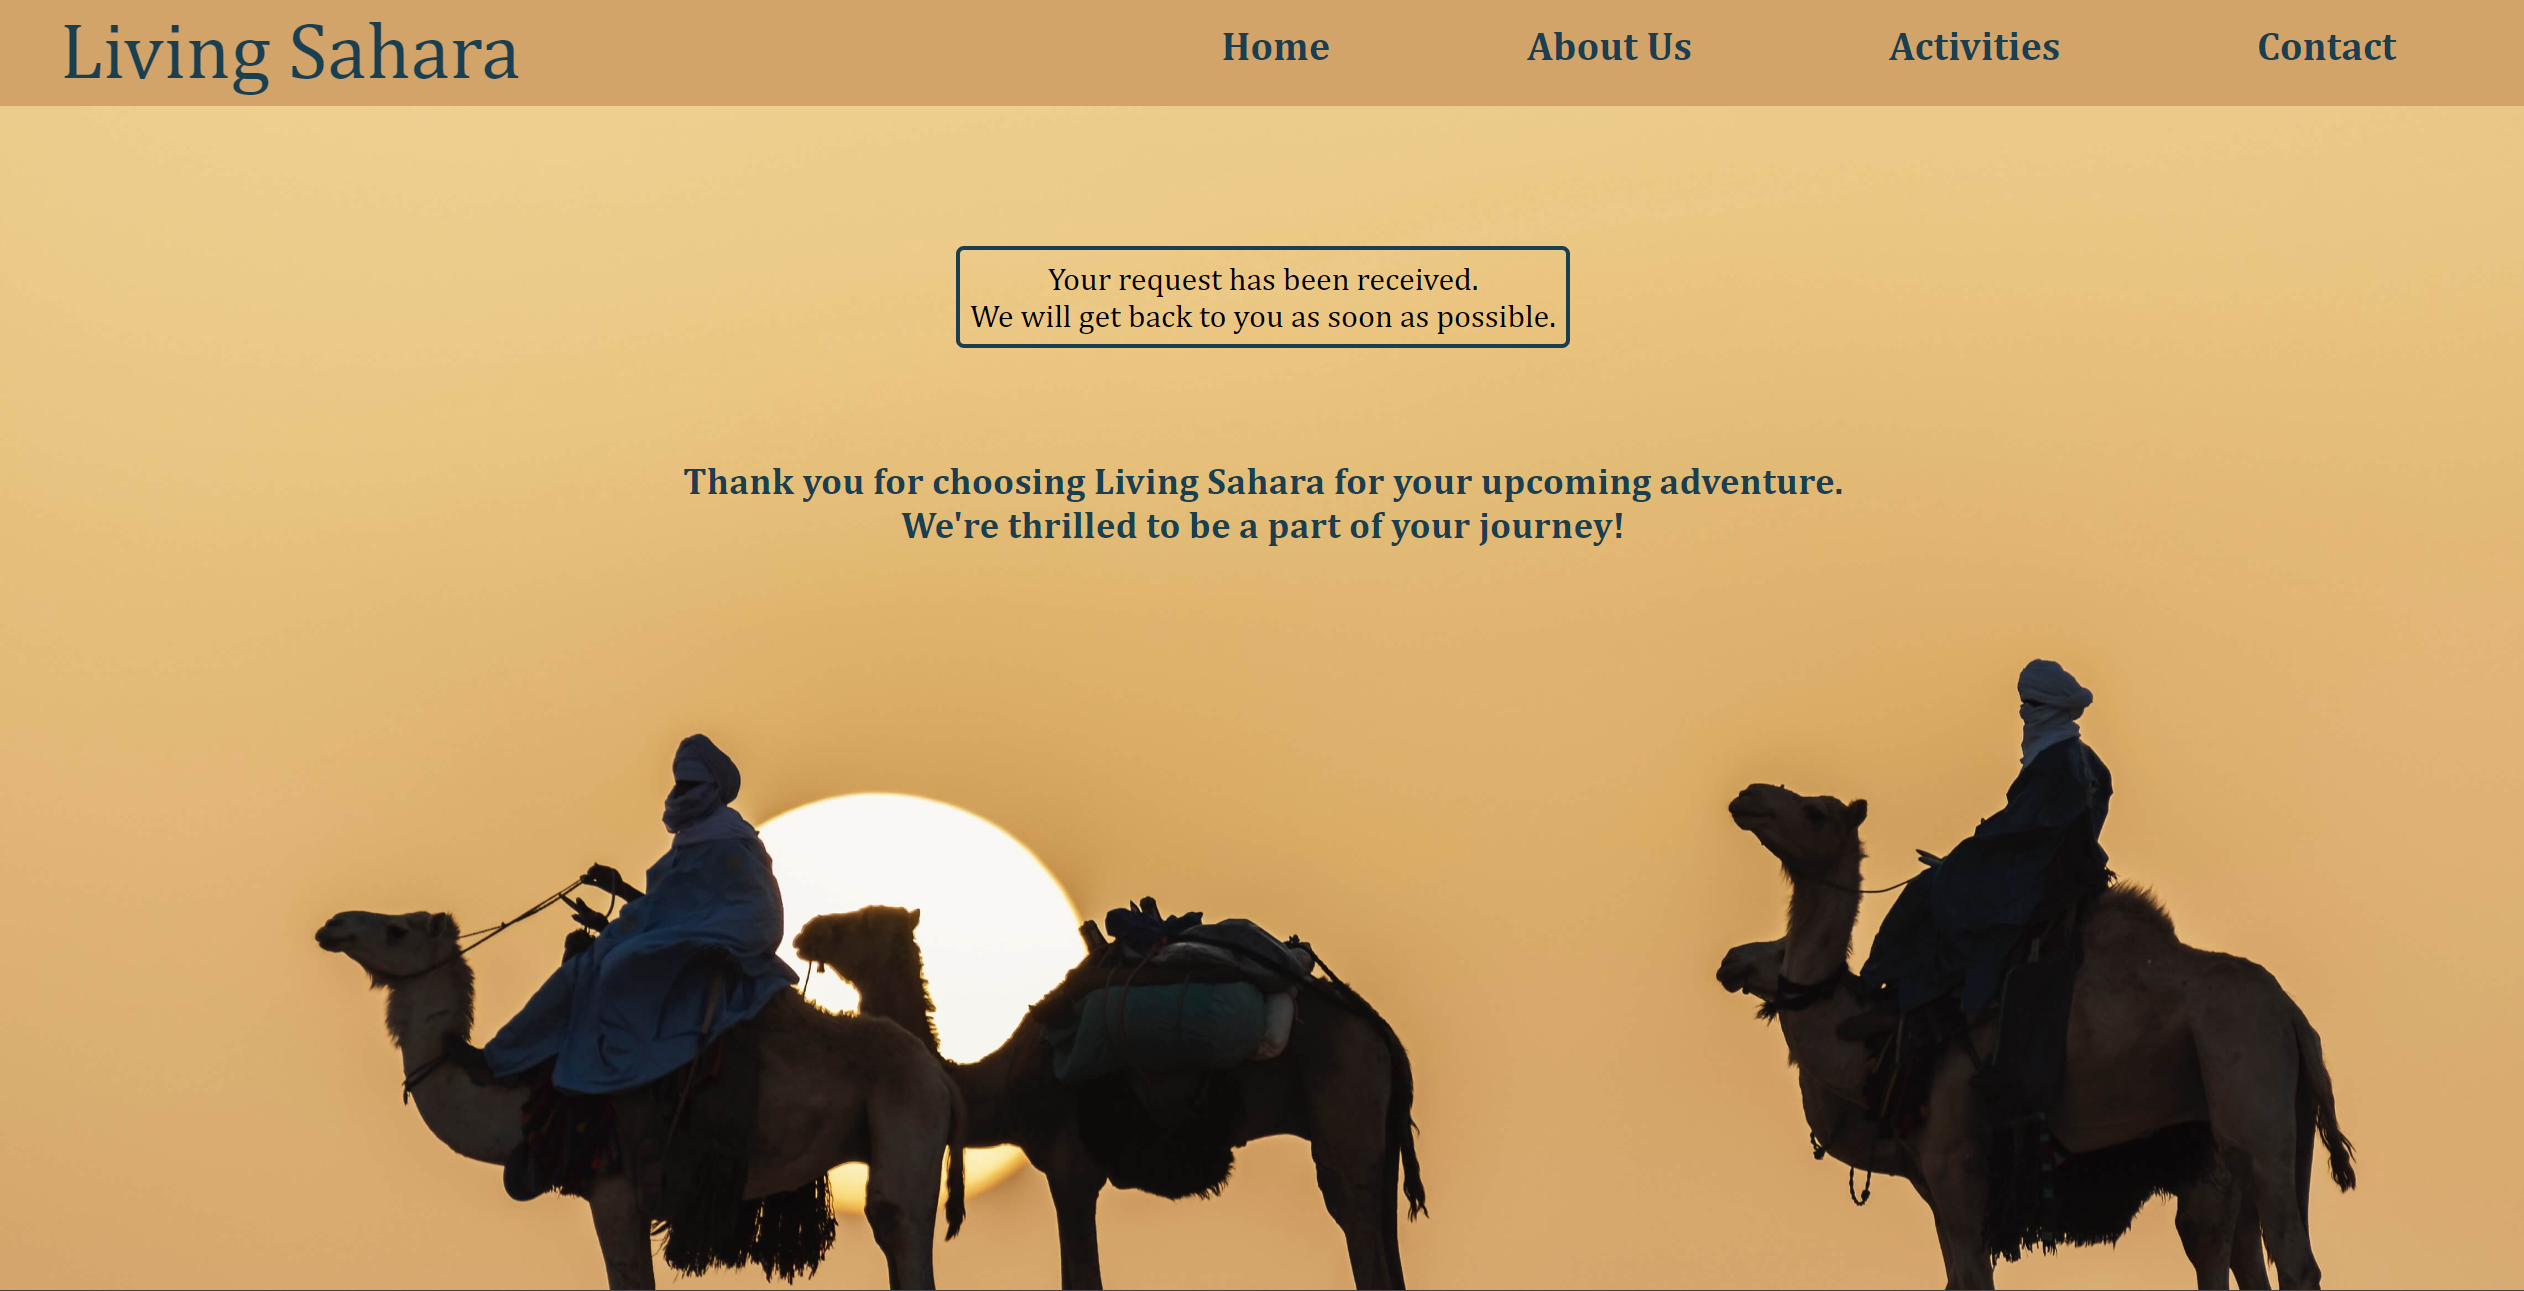 Living Sahara
Home
About Us
Activities
Contact
Your request has been received.
We will get back to you as soon as possible.
Thank you for choosing Living Sahara for your upcoming adventure.
We're thrilled to be a part of your journey!